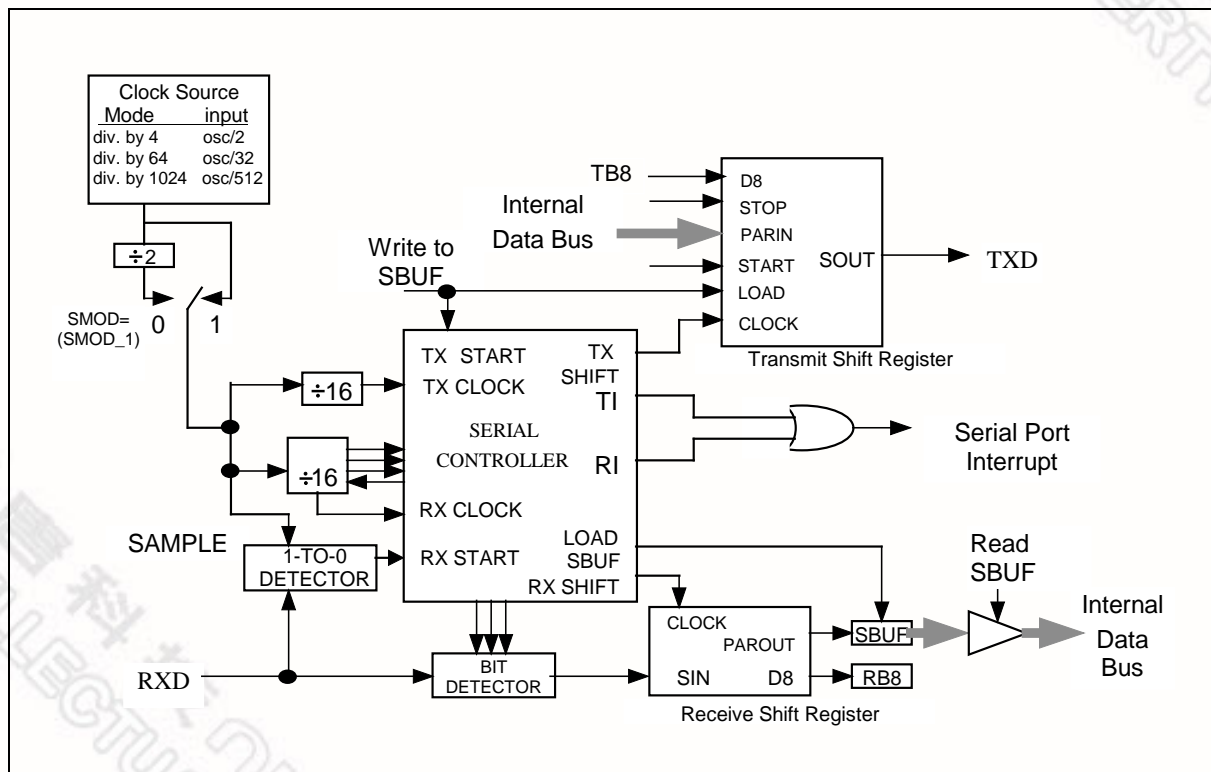 Clock Source
Mode input
div. by 4 osc/2
div. by 64 osc/32
div. by 1024 osc/512
÷2
SMOD=
(SMOD_1)
0 1
TB8
Internal
Data Bus
Write to
SBUF
D8
STOP
PARIN
START
LOAD
CLOCK
SOUT
TXD
Transmit Shift Register
÷16
÷16
TX START
TX CLOCK
SERIAL
CONTROLLER
RX CLOCK
RX START
TX
SHIFT
TI
RI
LOAD
SBUF
RX SHIFT
Serial Port
Interrupt
SAMPLE
1-TO-0
DETECTOR
RXD
BIT
DETECTOR
CLOCK
PAROUT
SIN D8
Receive Shift Register
SBUF
RB8
Read
SBUF
Internal
Data
Bus